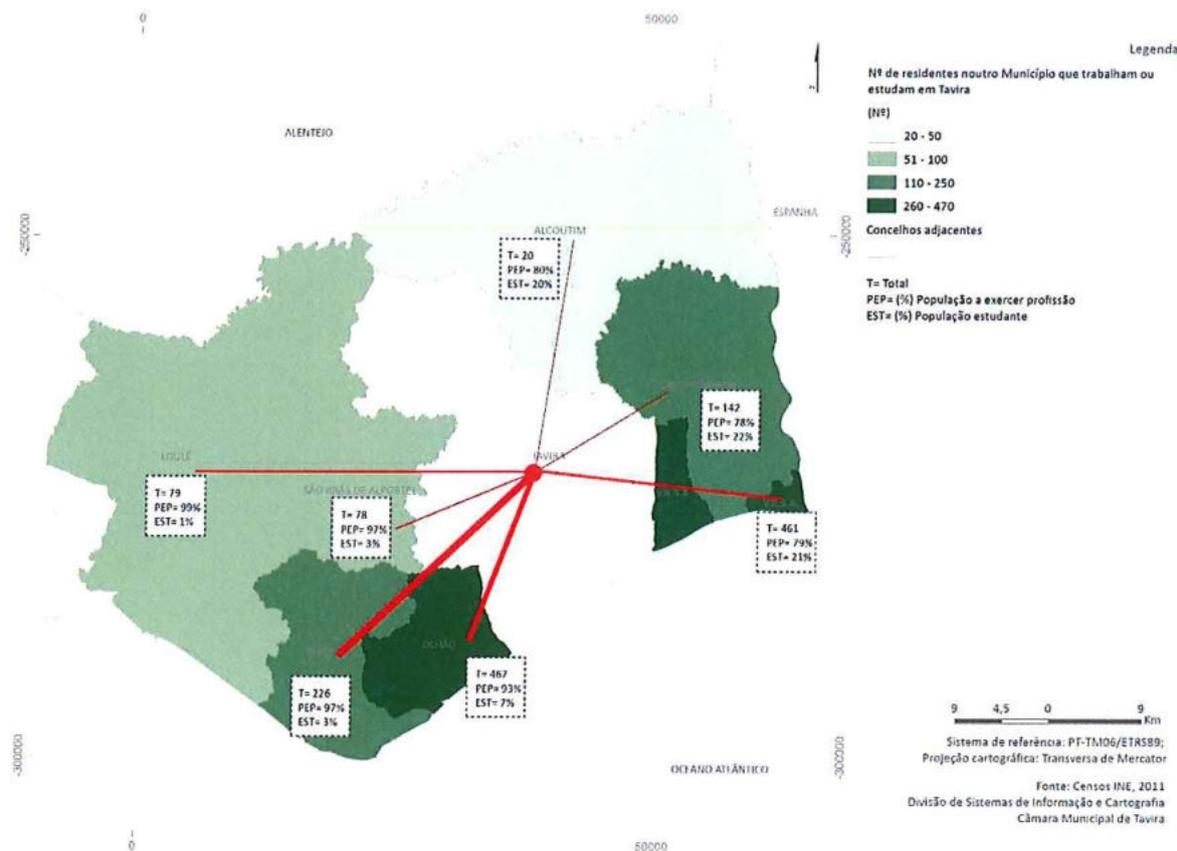 0
50000
Legenda
Nº de residentes noutro Município que trabalham ou
estudam em Tavira
(Nº)
20 - 50
51 - 100
110 - 250
260 - 470
Concelhos adjacentes
T= Total
PEP= (%) População a exercer profissão
EST= (%) População estudante
ALENTEJO
ESPANHA
-250000
-250000
ALCOUTIM
T= 20
PEP= 80%
EST= 20%
T= 142
PEP= 78%
EST= 22%
TAVIRA
LOULÉ
T= 79
PEP= 99%
EST= 1%
SÃO BRÁS DE ALPORTEL
T= 78
PEP= 97%
EST= 3%
T= 461
PEP= 79%
EST= 21%
OLHÃO
T= 467
PEP= 93%
EST= 7%
T= 226
PEP= 97%
EST= 3%
-300000
-300000
OCEANO ATLÂNTICO
9 4,5 0 9
Km
Sistema de referência: PT-TM06/ETRS89;
Projeção cartográfica: Transversa de Mercator
Fonte: Censos INE, 2011
Divisão de Sistemas de Informação e Cartografia
Câmara Municipal de Tavira
0
50000